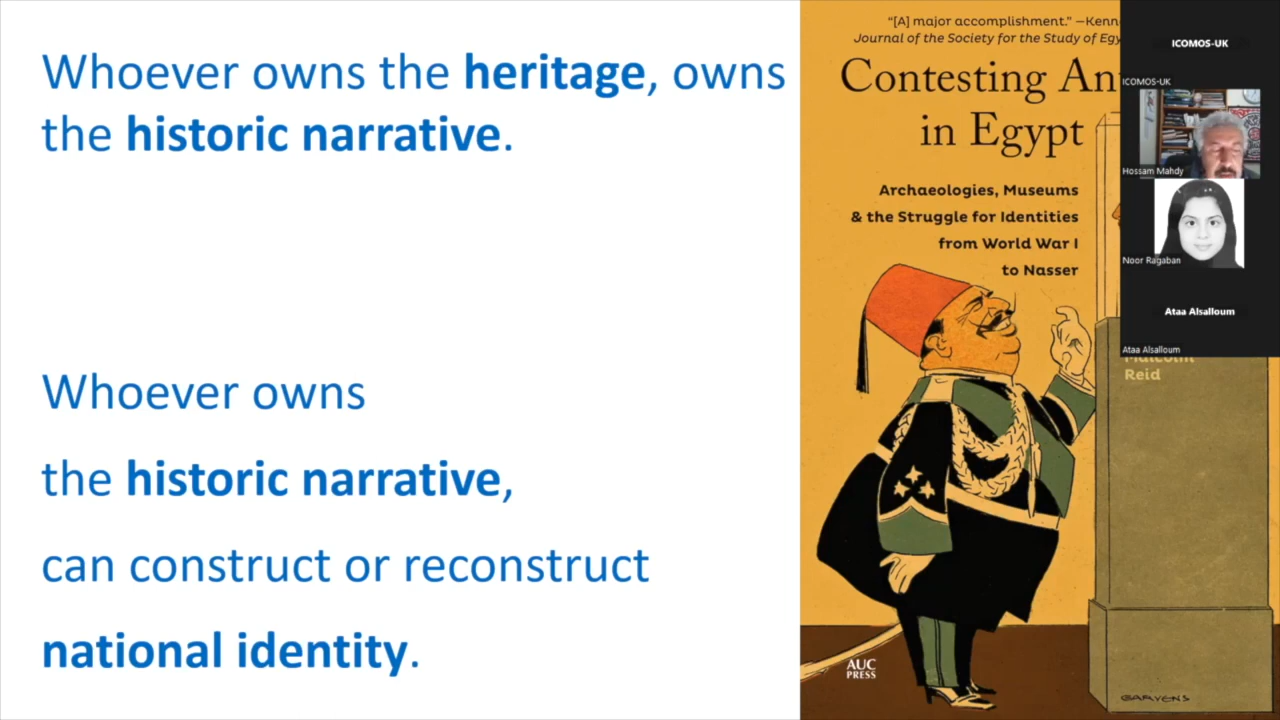 Whoever owns the heritage, owns
the historic narrative.
Whoever owns
the historic narrative,
can construct or reconstruct
national identity.
“[A] major accomplishment.” —Kenn
Journal of the Society for the Study of Egy
Contesting An
in Egypt
Archaeologies, Museums
& the Struggle for Identities
from World War I
to Nasser
Malcolm
Reid
AUC
PRESS
GARVENS
ICOMOS-UK
ICOMOS-UK
Hossam Mahdy
Noor Ragaban
Ataa Alsalloum
Ataa Alsalloum